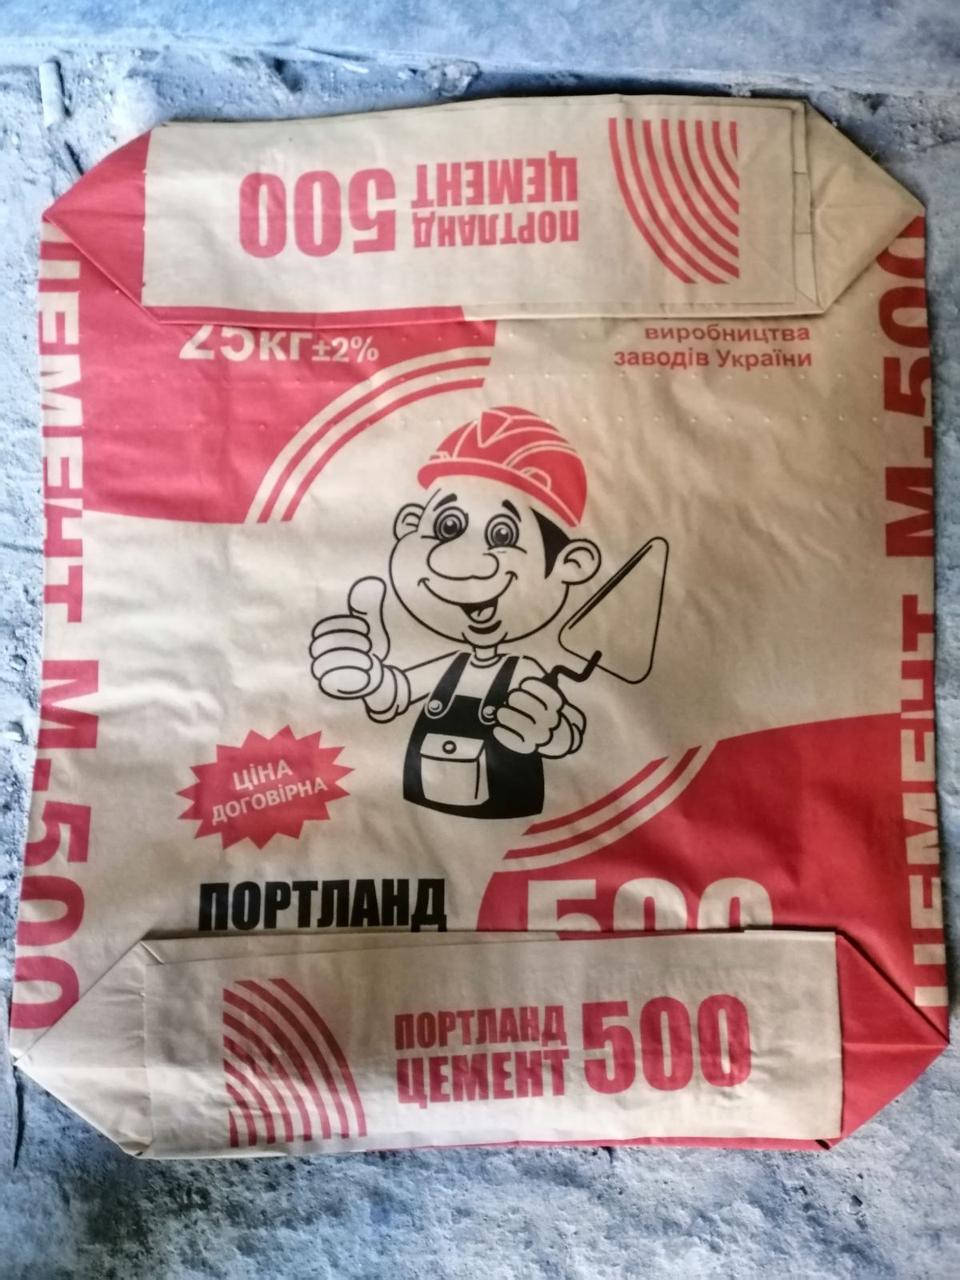 ПОРТЛАНД
ЦЕМЕНТ 500
500
25кг±2%
виробництва
заводів України
ЦЕМЕНТ М-500
ЦЕМЕНТ М-500
ЦІНА
ДОГОВІРНА
ПОРТЛАНД
500
ПОРТЛАНД
ЦЕМЕНТ 500